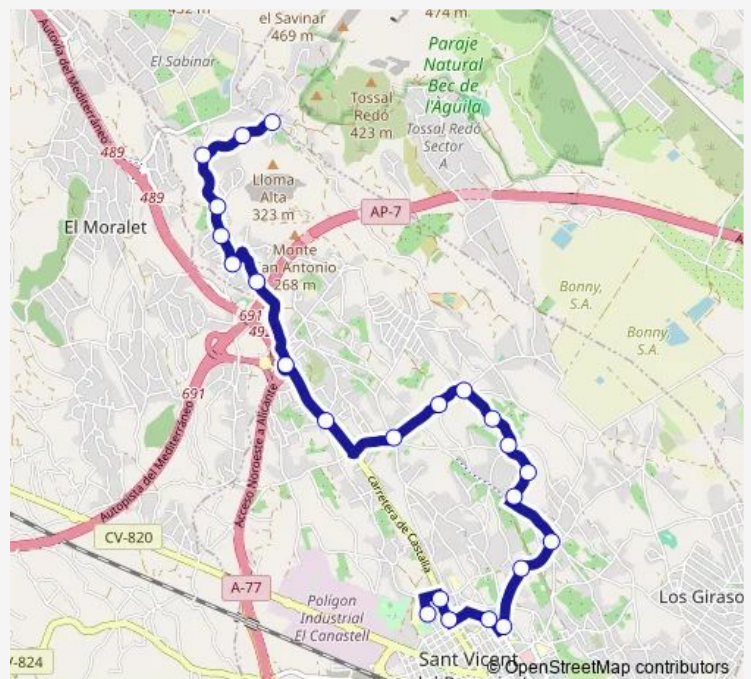 432 m
el Savinar
469 m
474 m
Autovía del Mediterráneo
El Sabinar
Paraje
Natural
Bec de
l'Àguila
Tossal
Redó
423 m
Tossal Redó
Sector
A
489
489
Lloma
Alta
323 m
AP-7
El Moralet
Monte
an Antonio
268 m
Bonny,
S.A.
Bonny,
S.A.
691
691
Autopista del Mediterráneo
Acceso Noroeste a Alicante
carretera de Castalla
CV-820
A-77
Polígon
Industrial
El Canastell
Los Giraso
-824
Sant Vicent
© OpenStreetMap contributors